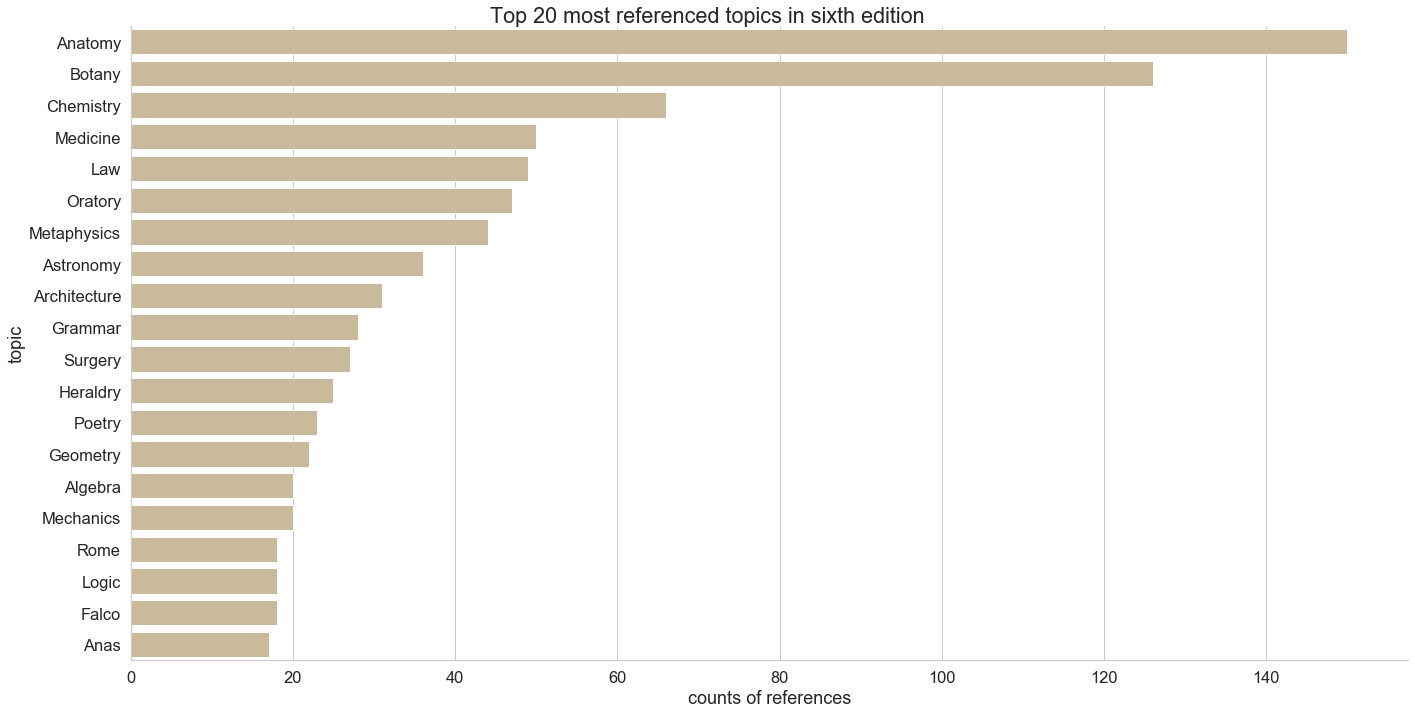 Top 20 most referenced topics in sixth edition
topic
Anatomy
Botany
Chemistry
Medicine
Law
Oratory
Metaphysics
Astronomy
Architecture
Grammar
Surgery
Heraldry
Poetry
Geometry
Algebra
Mechanics
Rome
Logic
Falco
Anas
0 20 40 60 80 100 120 140
counts of references